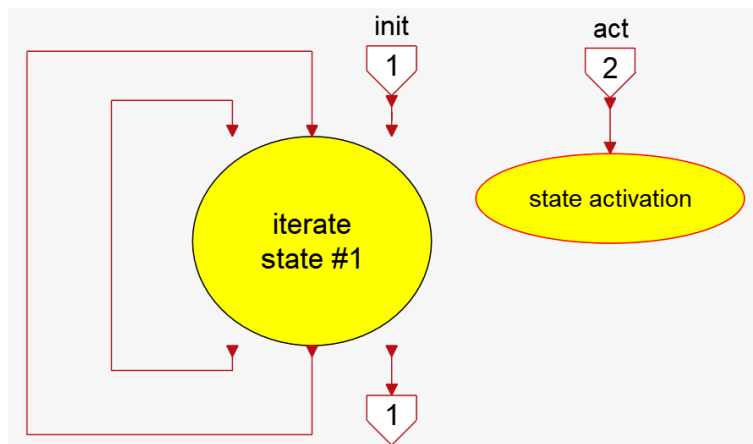 init
act
1
2
iterate
state #1
state activation
1